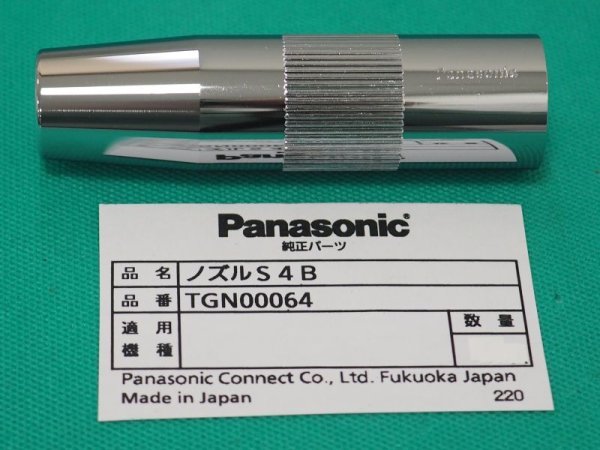 Panasonic
Panasonic®
純正パーツ
品名 ノズルS4B
品番 TGN00064
適用機種
数量
Panasonic Connect Co., Ltd. Fukuoka Japan
Made in Japan 220